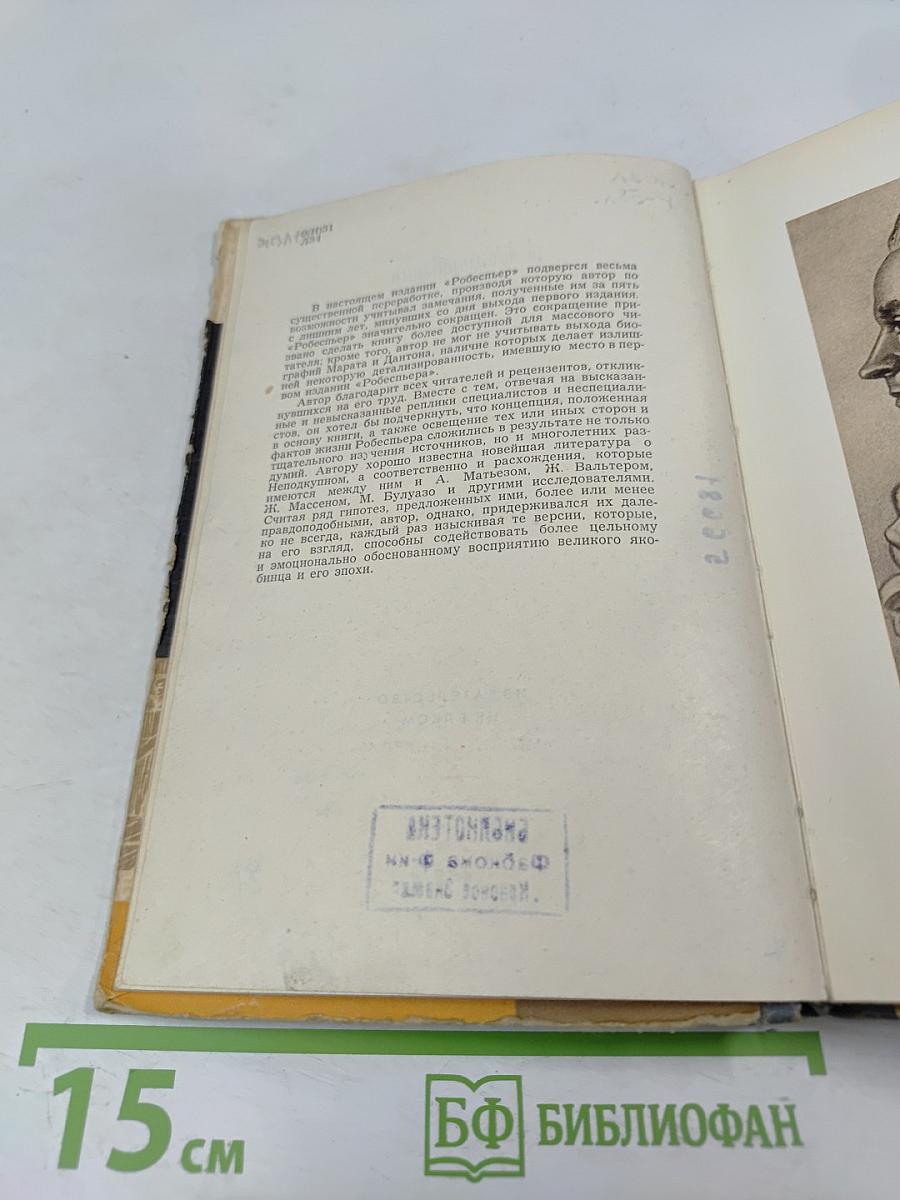 9(И)31
Л84
В настоящем издании «Робеспьер» подвергся весьма
существенной переработке, производя которую автор по
возможности учитывал замечания, полученные им за пять
с лишним лет, минувших со дня выхода первого издания.
«Робеспьер» значительно сокращен. Это сокращение при-
звано сделать книгу более доступной для массового чи-
тателя; кроме того, автор не мог не учитывать выхода био-
графий Марата и Дантона, наличие которых делает излиш-
ней некоторую детализированность, имевшую место в пер-
вом издании «Робеспьера».
Автор благодарит всех читателей и рецензентов, отклик-
нувшихся на его труд. Вместе с тем, отвечая на высказан-
ные и невысказанные реплики специалистов и неспециали-
стов, он хотел бы подчеркнуть, что концепция, положенная
в основу книги, а также освещение тех или иных сторон и
фактов жизни Робеспьера сложились в результате не только
тщательного изучения источников, но и многолетних раз-
думий. Автору хорошо известна новейшая литература о
Неподкупном, а соответственно и расхождения, которые
имеются между ним и А. Матьезом, Ж. Вальтером,
Ж. Массеном, М. Булуазо и другими исследователями.
Считая ряд гипотез, предложенных ими, более или менее
правдоподобными, автор, однако, придерживался их дале-
ко не всегда, каждый раз изыскивая те версии, которые,
на его взгляд, способны содействовать более цельному
и эмоционально обоснованному восприятию великого яко-
бинца и его эпохи.
БИБЛИОТЕКА
Фабкома ф-ки
15 см
БФ БИБЛИОФАН